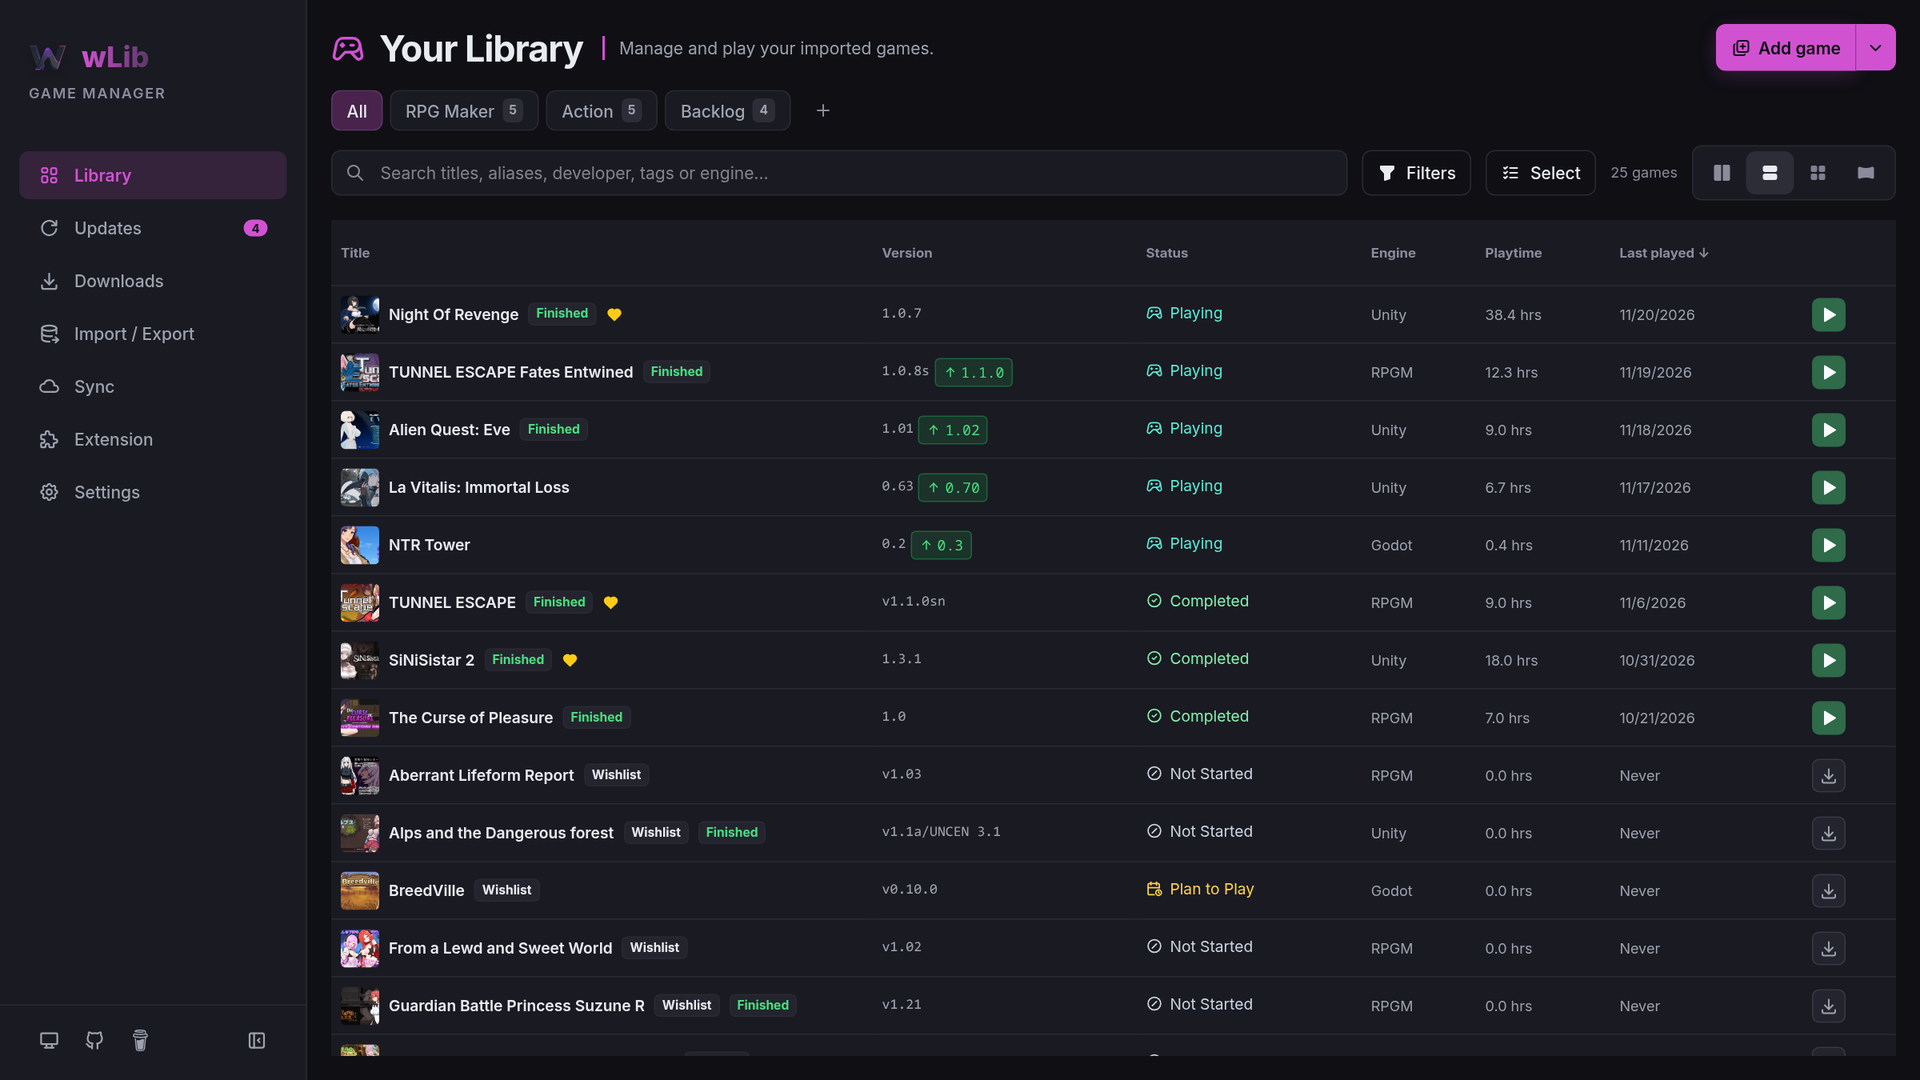 wLib
GAME MANAGER
Library
Updates 4
Downloads
Import / Export
Sync
Extension
Settings
Your Library Manage and play your imported games.
Add game
All RPG Maker 5 Action 5 Backlog 4 +
Search titles, aliases, developer, tags or engine...
Filters Select 25 games
Title Version Status Engine Playtime Last played ↓
Night Of Revenge Finished 1.0.7 Playing Unity 38.4 hrs 11/20/2026
TUNNEL ESCAPE Fates Entwined Finished 1.0.8s ↑ 1.1.0 Playing RPGM 12.3 hrs 11/19/2026
Alien Quest: Eve Finished 1.01 ↑ 1.02 Playing Unity 9.0 hrs 11/18/2026
La Vitalis: Immortal Loss 0.63 ↑ 0.70 Playing Unity 6.7 hrs 11/17/2026
NTR Tower 0.2 ↑ 0.3 Playing Godot 0.4 hrs 11/11/2026
TUNNEL ESCAPE Finished v1.1.0sn Completed RPGM 9.0 hrs 11/6/2026
SiNiSistar 2 Finished 1.3.1 Completed Unity 18.0 hrs 10/31/2026
The Curse of Pleasure Finished 1.0 Completed RPGM 7.0 hrs 10/21/2026
Aberrant Lifeform Report Wishlist v1.03 Not Started RPGM 0.0 hrs Never
Alps and the Dangerous forest Wishlist Finished v1.1a/UNCEN 3.1 Not Started Unity 0.0 hrs Never
BreedVille Wishlist v0.10.0 Plan to Play Godot 0.0 hrs Never
From a Lewd and Sweet World Wishlist v1.02 Not Started RPGM 0.0 hrs Never
Guardian Battle Princess Suzune R Wishlist Finished v1.21 Not Started RPGM 0.0 hrs Never